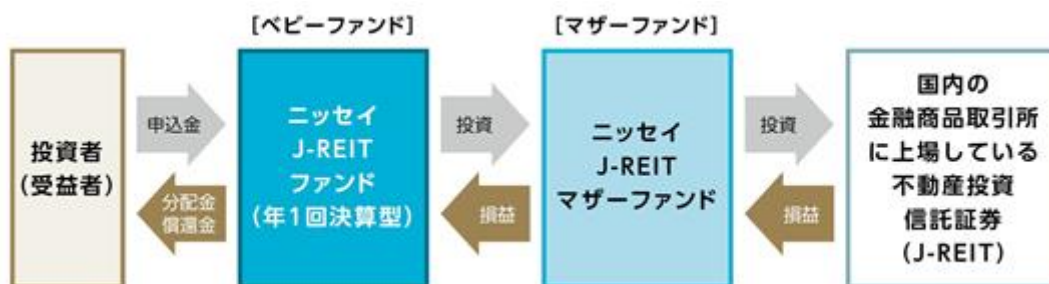 [ベビーファンド]
[マザーファンド]
投資者
(受益者)
申込金
分配金
償還金
ニッセイ
J-REIT
ファンド
(年1回決算型)
投資
損益
ニッセイ
J-REIT
マザーファンド
投資
損益
国内の
金融商品取引所
に上場している
不動産投資
信託証券
(J-REIT)